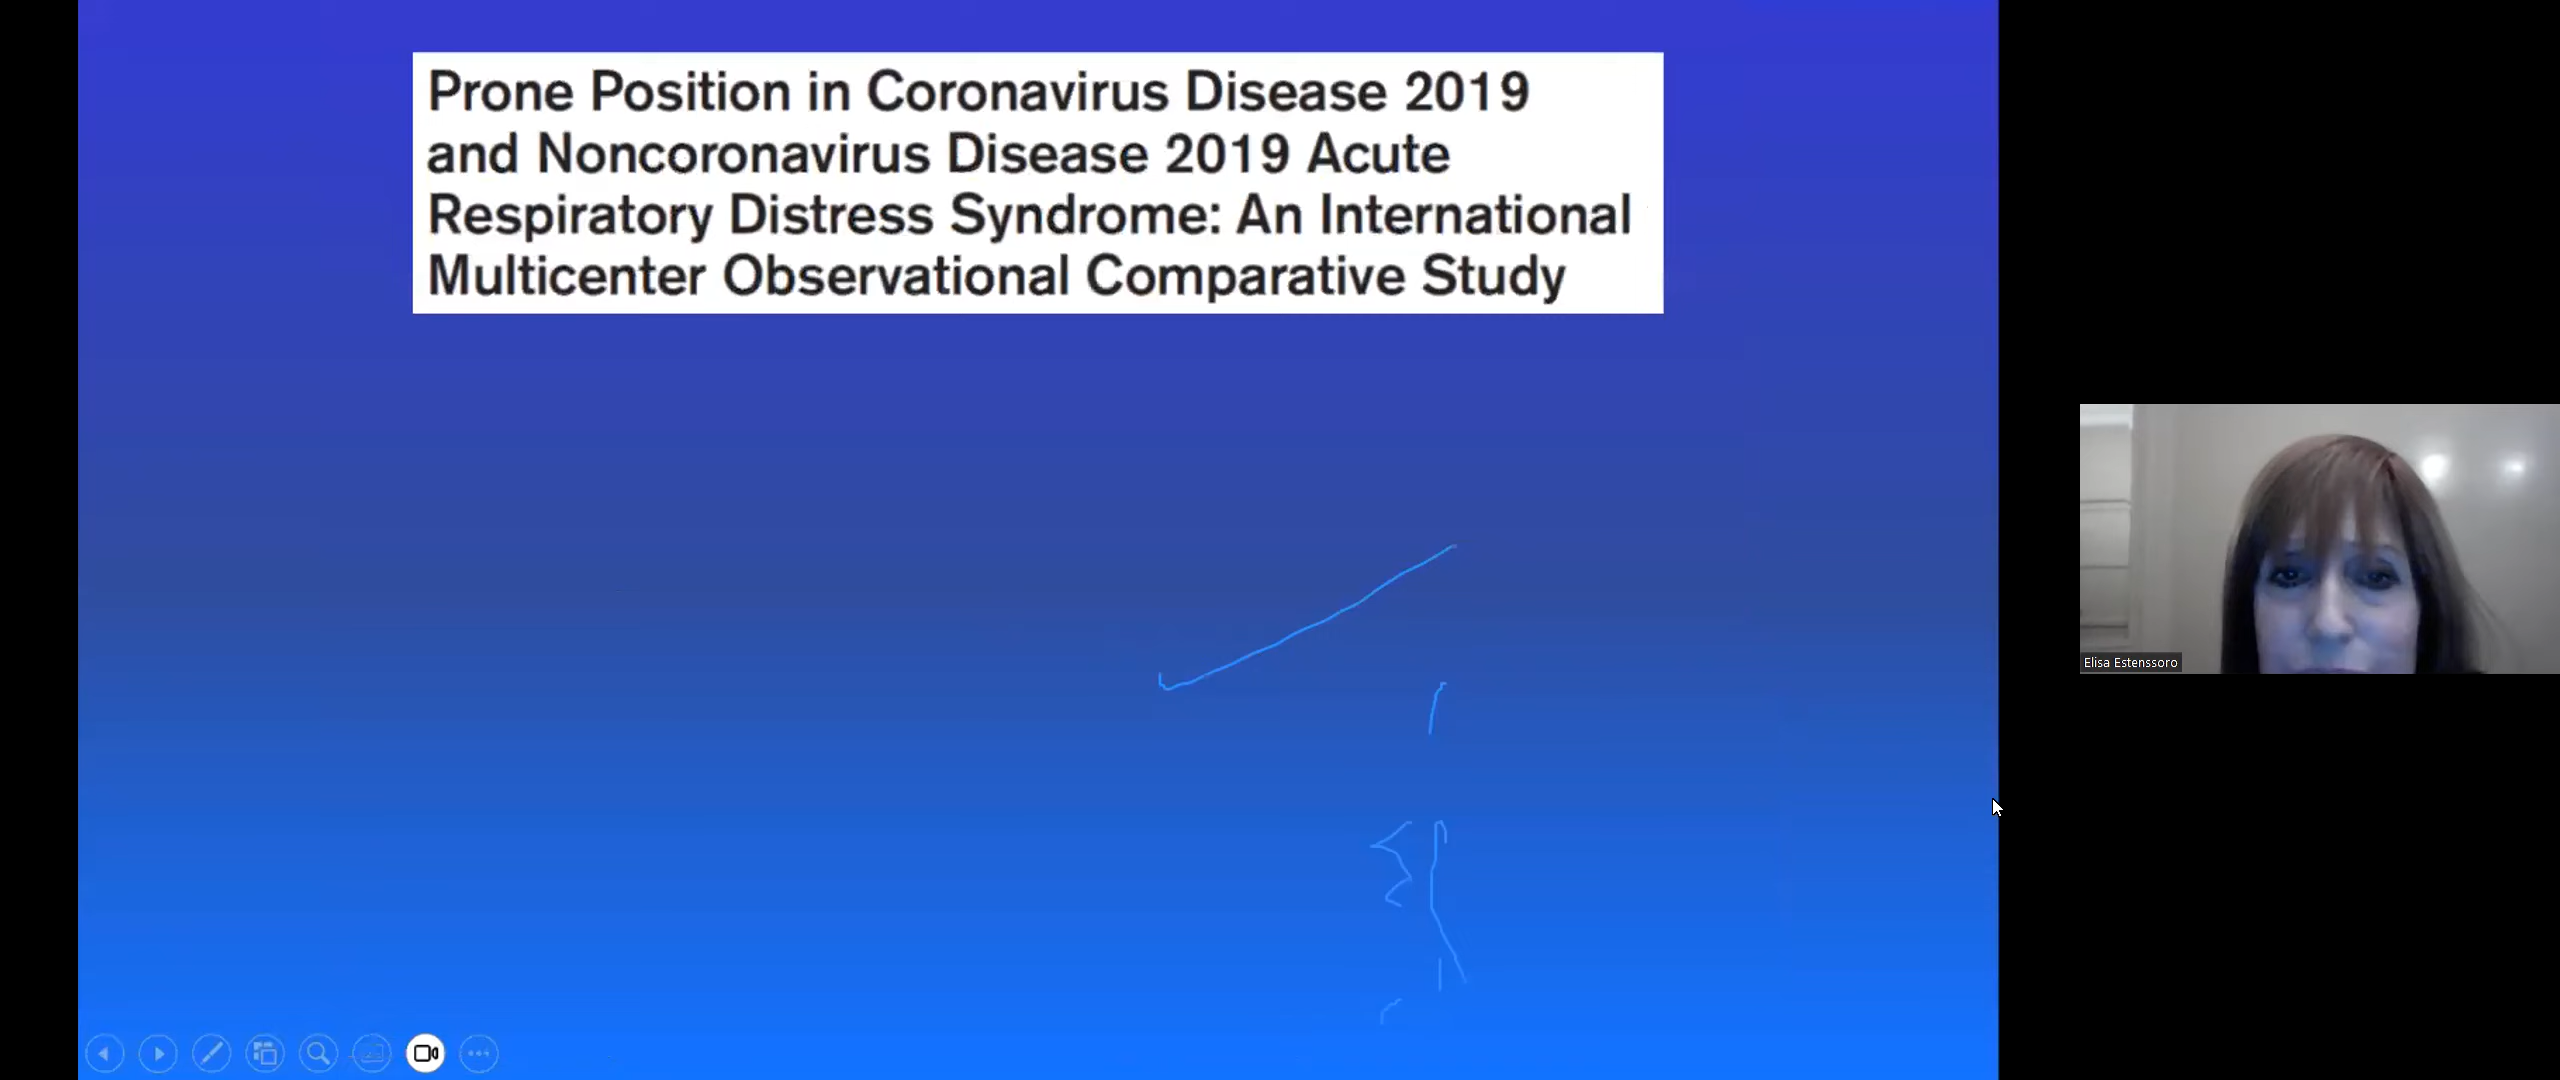 Prone Position in Coronavirus Disease 2019
and Noncoronavirus Disease 2019 Acute
Respiratory Distress Syndrome: An International
Multicenter Observational Comparative Study
Elisa Estenssoro